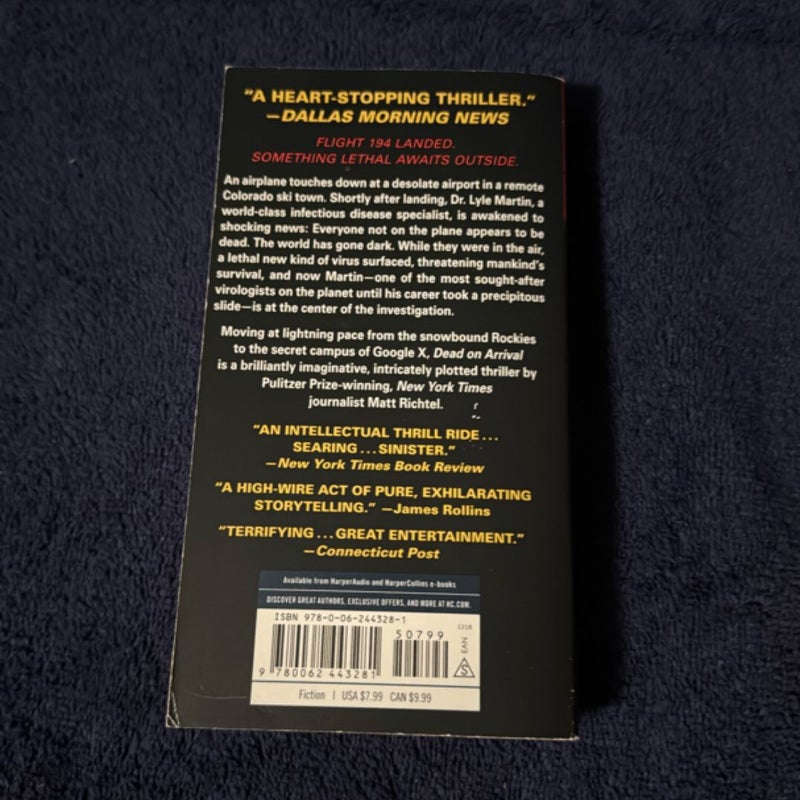 "A HEART-STOPPING THRILLER."
—DALLAS MORNING NEWS
FLIGHT 194 LANDED.
SOMETHING LETHAL AWAITS OUTSIDE.
An airplane touches down at a desolate airport in a remote
Colorado ski town. Shortly after landing, Dr. Lyle Martin, a
world-class infectious disease specialist, is awakened to
shocking news: Everyone not on the plane appears to be
dead. The world has gone dark. While they were in the air,
a lethal new kind of virus surfaced, threatening mankind's
survival, and now Martin—one of the most sought-after
virologists on the planet until his career took a precipitous
slide—is at the center of the investigation.
Moving at lightning pace from the snowbound Rockies
to the secret campus of Google X, Dead on Arrival
is a brilliantly imaginative, intricately plotted thriller by
Pulitzer Prize-winning, New York Times
journalist Matt Richtel.
"AN INTELLECTUAL THRILL RIDE...
SEARING...SINISTER."
—New York Times Book Review
"A HIGH-WIRE ACT OF PURE, EXHILARATING
STORYTELLING." —James Rollins
"TERRIFYING...GREAT ENTERTAINMENT."
—Connecticut Post
Available from HarperAudio and HarperCollins e-books
DISCOVER GREAT AUTHORS, EXCLUSIVE OFFERS, AND MORE AT HC.COM.
ISBN 978-0-06-244328-1
50799
1218
EAN
S
9 780062 443281
Fiction | USA $7.99 CAN $9.99